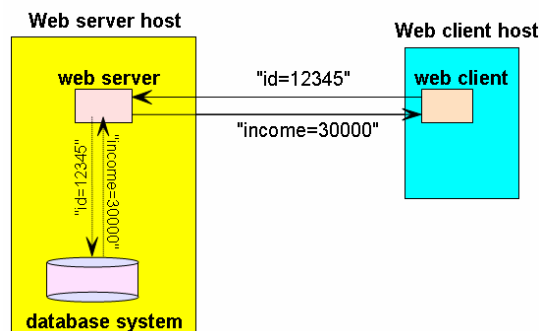 Web server host
Web client host
web server
web client
"id=12345"
"income=30000"
"id=12345"
"income=30000"
database system